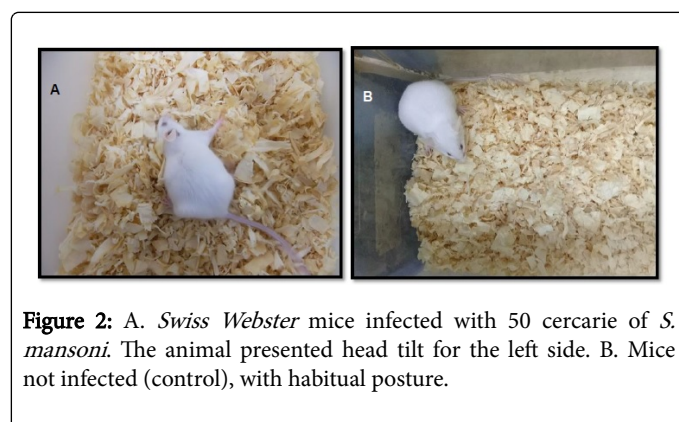 A
B
Figure 2: A. Swiss Webster mice infected with 50 cercarie of S.
mansoni. The animal presented head tilt for the left side. B. Mice
not infected (control), with habitual posture.